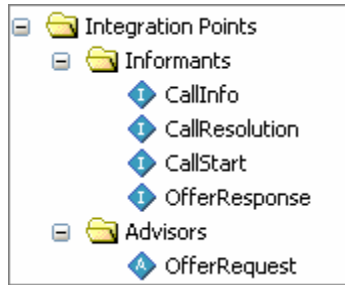 Integration Points
Informants
I CallInfo
I CallResolution
I CallStart
I OfferResponse
Advisors
A OfferRequest